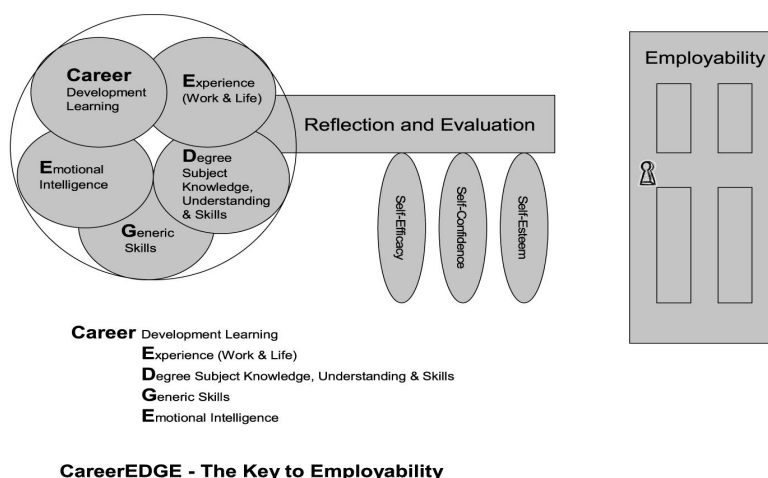 Career
Development
Learning
Experience
(Work & Life)
Emotional
Intelligence
Degree
Subject
Knowledge,
Understanding
& Skills
Generic
Skills
Reflection and Evaluation
Self-Efficacy
Self-Confidence
Self-Esteem
Employability
Career Development Learning
Experience (Work & Life)
Degree Subject Knowledge, Understanding & Skills
Generic Skills
Emotional Intelligence
CareerEDGE - The Key to Employability